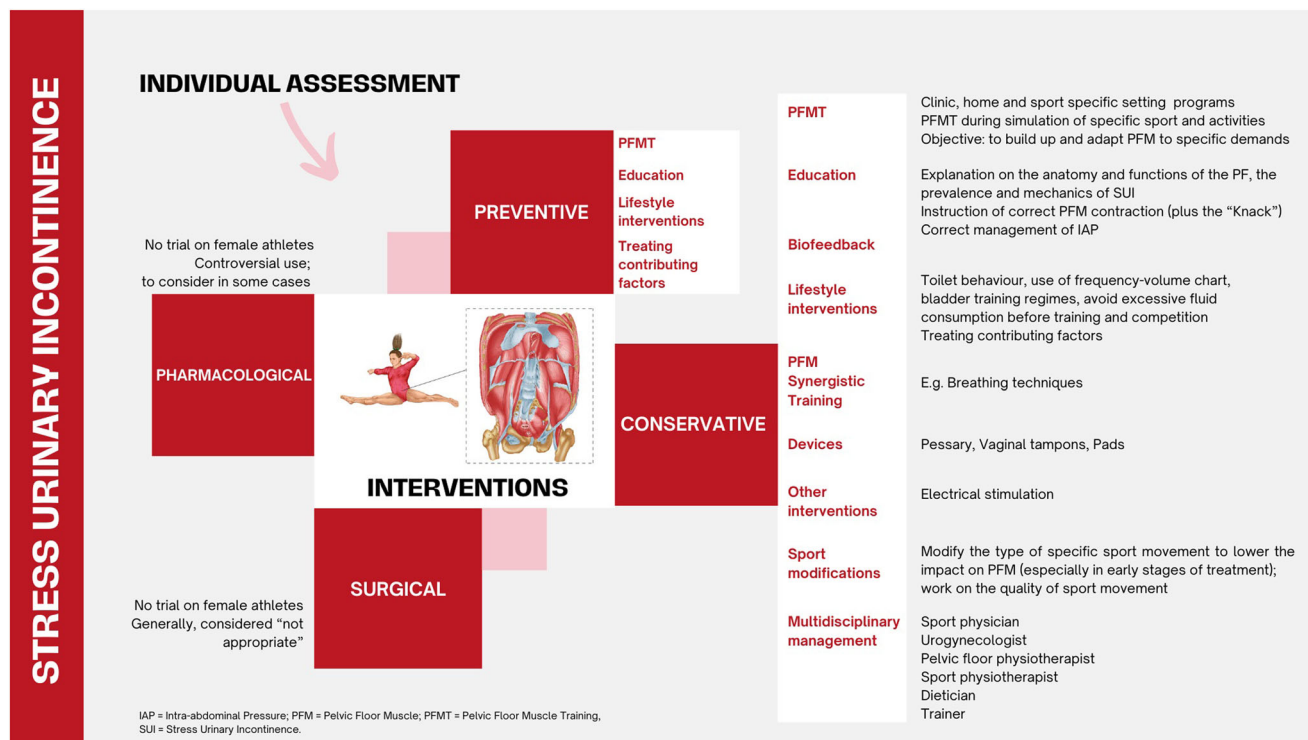 STRESS URINARY INCONTINENCE
INDIVIDUAL ASSESSMENT
PREVENTIVE
PFMT
Education
Lifestyle
interventions
Treating
contributing
factors
No trial on female athletes
Controversial use;
to consider in some cases
PHARMACOLOGICAL
INTERVENTIONS
CONSERVATIVE
SURGICAL
No trial on female athletes
Generally, considered “not
appropriate”
PFMT
Clinic, home and sport specific setting programs
PFMT during simulation of specific sport and activities
Objective: to build up and adapt PFM to specific demands
Education
Explanation on the anatomy and functions of the PF, the
prevalence and mechanics of SUI
Instruction of correct PFM contraction (plus the “Knack”)
Correct management of IAP
Biofeedback
Lifestyle
interventions
Toilet behaviour, use of frequency-volume chart,
bladder training regimes, avoid excessive fluid
consumption before training and competition
Treating contributing factors
PFM
Synergistic
Training
E.g. Breathing techniques
Devices
Pessary, Vaginal tampons, Pads
Other
interventions
Electrical stimulation
Sport
modifications
Modify the type of specific sport movement to lower the
impact on PFM (especially in early stages of treatment);
work on the quality of sport movement
Multidisciplinary
management
Sport physician
Urogynecologist
Pelvic floor physiotherapist
Sport physiotherapist
Dietician
Trainer
IAP = Intra-abdominal Pressure; PFM = Pelvic Floor Muscle; PFMT = Pelvic Floor Muscle Training,
SUI = Stress Urinary Incontinence.